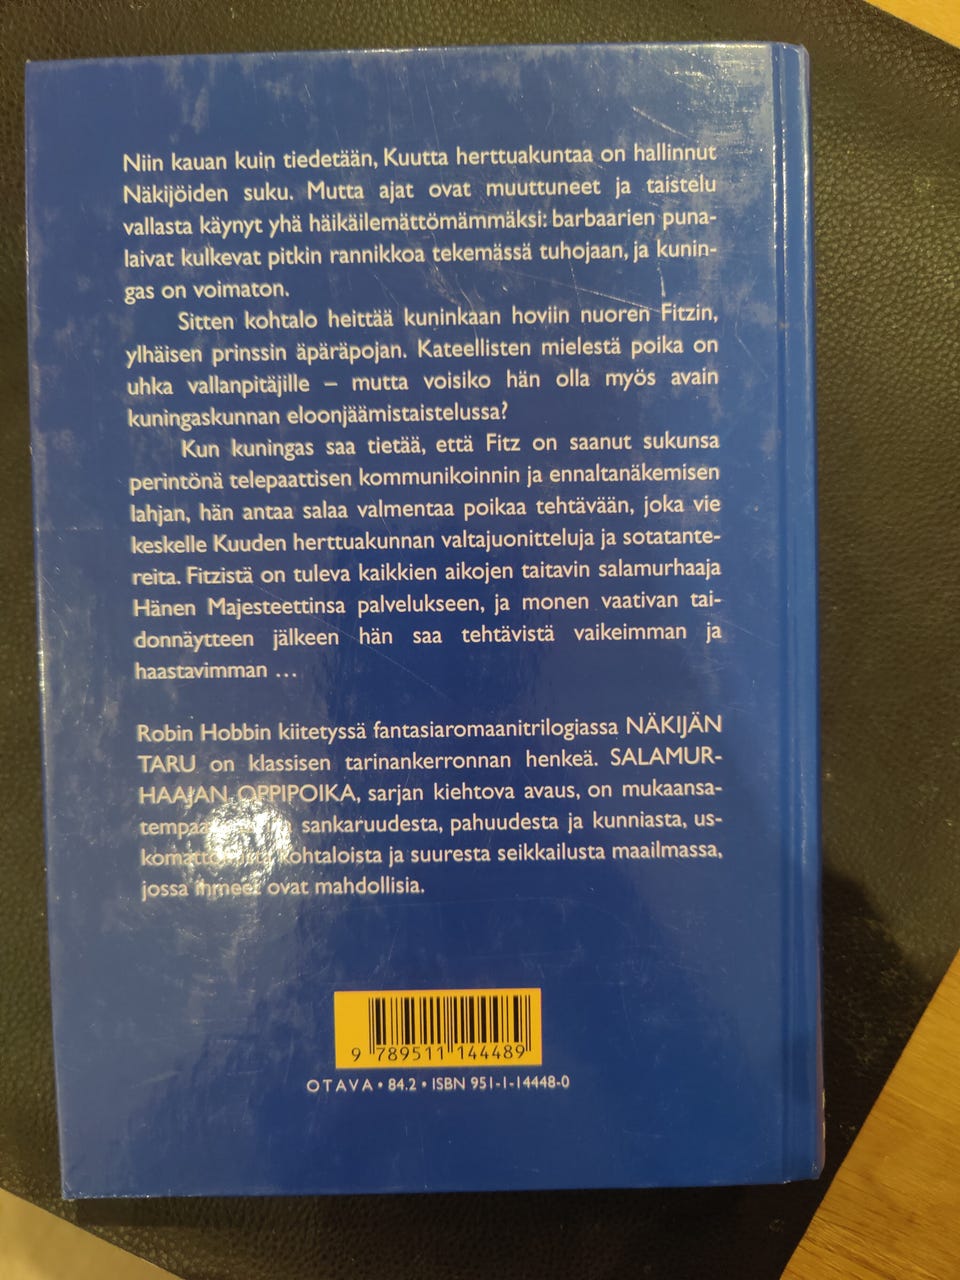 Niin kauan kuin tiedetään, Kuutta herttuakuntaa on hallinnut
Näkijöiden suku. Mutta ajat ovat muuttuneet ja taistelu
vallasta käynyt yhä häikäilemättömämmäksi: barbaarien puna-
laivat kulkevat pitkin rannikkoa tekemässä tuhojaan, ja kunin-
gas on voimaton.
Sitten kohtalo heittää kuninkaan hoviin nuoren Fitzin,
ylhäisen prinssin äpäräpojan. Kateellisten mielestä poika on
uhka vallanpitäjille – mutta voisiko hän olla myös avain
kuningaskunnan eloonjäämistaistelussa?
Kun kuningas saa tietää, että Fitz on saanut sukunsa
perintönä telepaattisen kommunikoinnin ja ennaltanäkemisen
lahjan, hän antaa salaa valmentaa poikaa tehtävään, joka vie
keskelle Kuuden herttuakunnan valtajuonitteluja ja sotatante-
reita. Fitzistä on tuleva kaikkien aikojen taitavin salamurhaaja
Hänen Majesteettinsa palvelukseen, ja monen vaativan tai-
donnäytteen jälkeen hän saa tehtävistä vaikeimman ja
haastavimman ...
Robin Hobbin kiitetyssä fantasiaromaanitrilogiassa NÄKIJÄN
TARU on klassisen tarinankerronnan henkeä. SALAMUR-
HAAJAN OPPIPOIKA, sarjan kiehtova avaus, on mukaansa-
sankaruudesta, pahuudesta ja kunniasta, us-
kohtaloista ja suuresta seikkailusta maailmassa,
jossa ihmeet ovat mahdollisia.
9 789511 144489
OTAVA • 84.2 • ISBN 951-1-14448-0